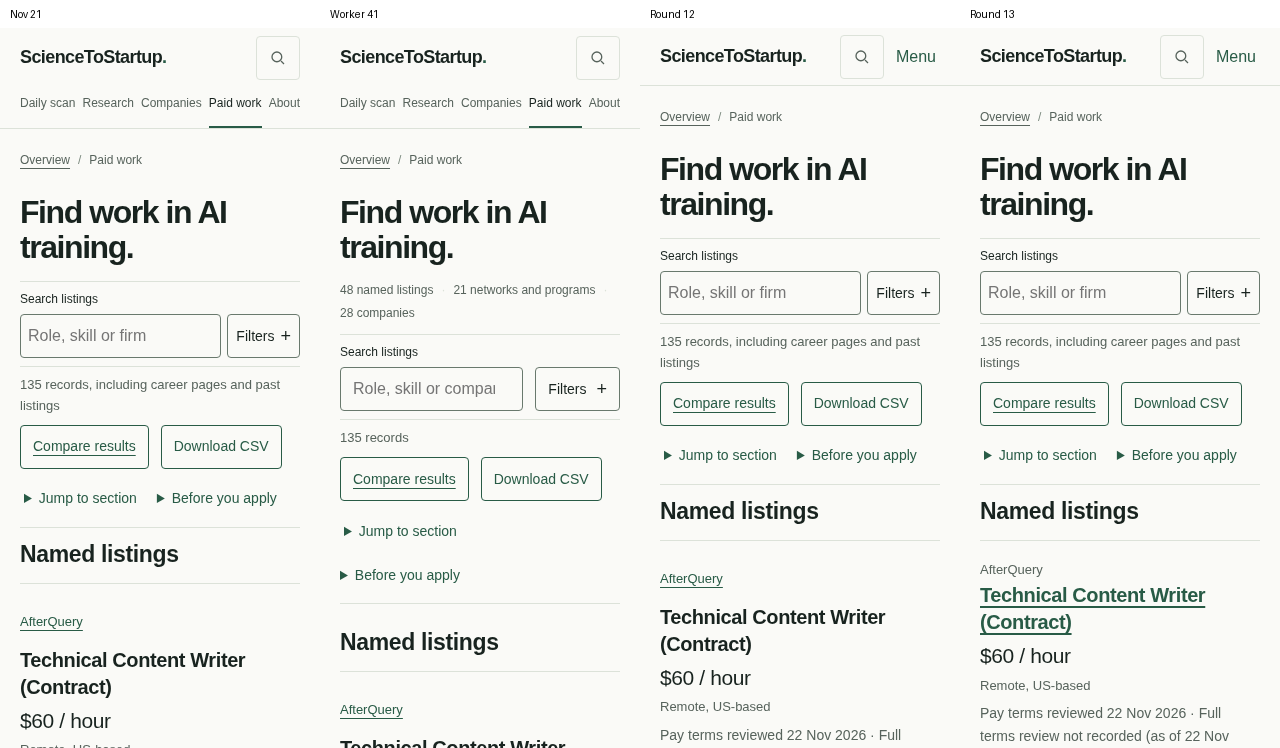 Nov 21
ScienceToStartup.
Daily scan Research Companies Paid work About
Overview / Paid work
Find work in AI
training.
Search listings
Role, skill or firm
Filters +
135 records, including career pages and past
listings
Compare results
Download CSV
Jump to section
Before you apply
Named listings
AfterQuery
Technical Content Writer
(Contract)
$60 / hour
Remote, US-based
Worker 41
ScienceToStartup.
Daily scan Research Companies Paid work About
Overview / Paid work
Find work in AI
training.
48 named listings · 21 networks and programs ·
28 companies
Search listings
Role, skill or compai
Filters +
135 records
Compare results
Download CSV
Jump to section
Before you apply
Named listings
AfterQuery
Technical Content Writer
Round 12
ScienceToStartup.
Menu
Overview / Paid work
Find work in AI
training.
Search listings
Role, skill or firm
Filters +
135 records, including career pages and past
listings
Compare results
Download CSV
Jump to section
Before you apply
Named listings
AfterQuery
Technical Content Writer
(Contract)
$60 / hour
Remote, US-based
Pay terms reviewed 22 Nov 2026 · Full
Round 13
ScienceToStartup.
Menu
Overview / Paid work
Find work in AI
training.
Search listings
Role, skill or firm
Filters +
135 records, including career pages and past
listings
Compare results
Download CSV
Jump to section
Before you apply
Named listings
AfterQuery
Technical Content Writer
(Contract)
$60 / hour
Remote, US-based
Pay terms reviewed 22 Nov 2026 · Full
terms review not recorded (as of 22 Nov